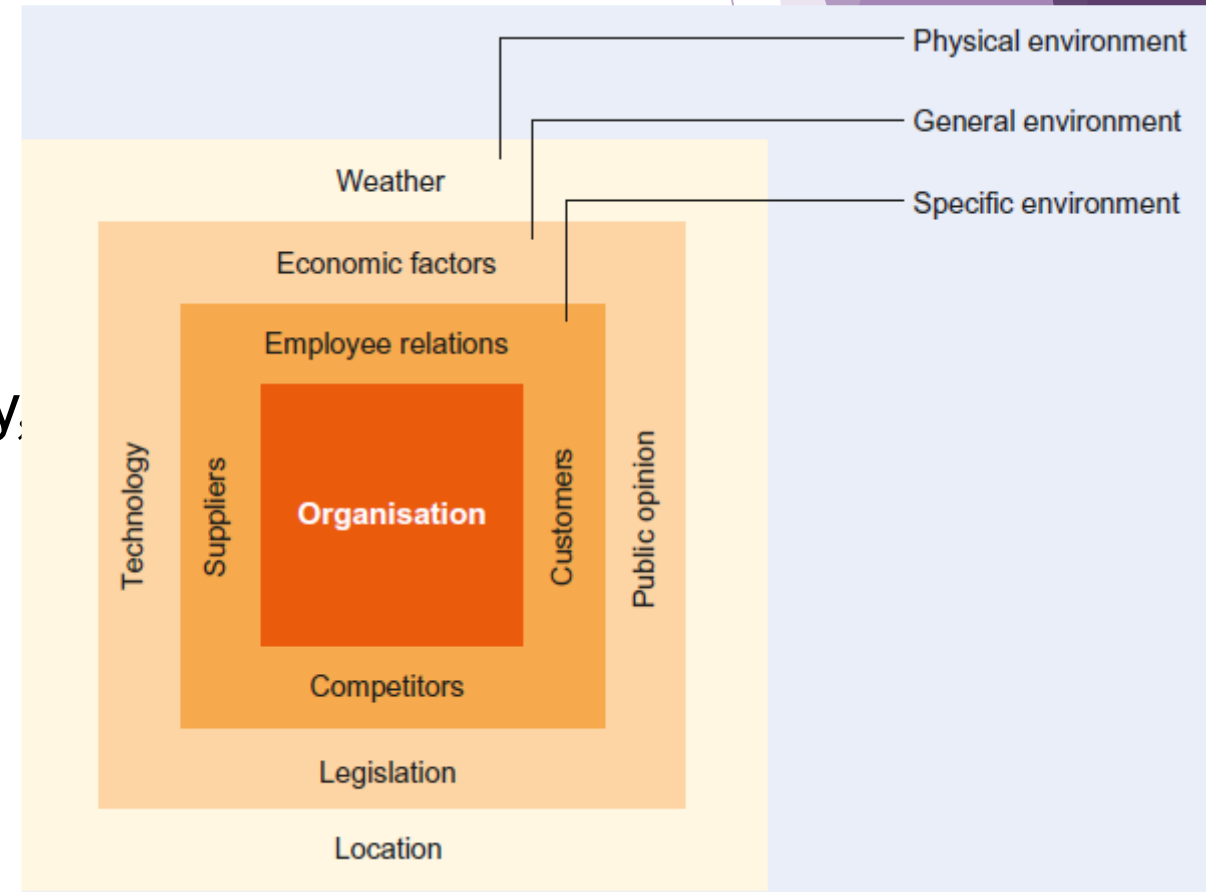 Physical environment
General environment
Specific environment
Weather
Economic factors
Employee relations
y,
Technology
Suppliers
Organisation
Customers
Public opinion
Competitors
Legislation
Location